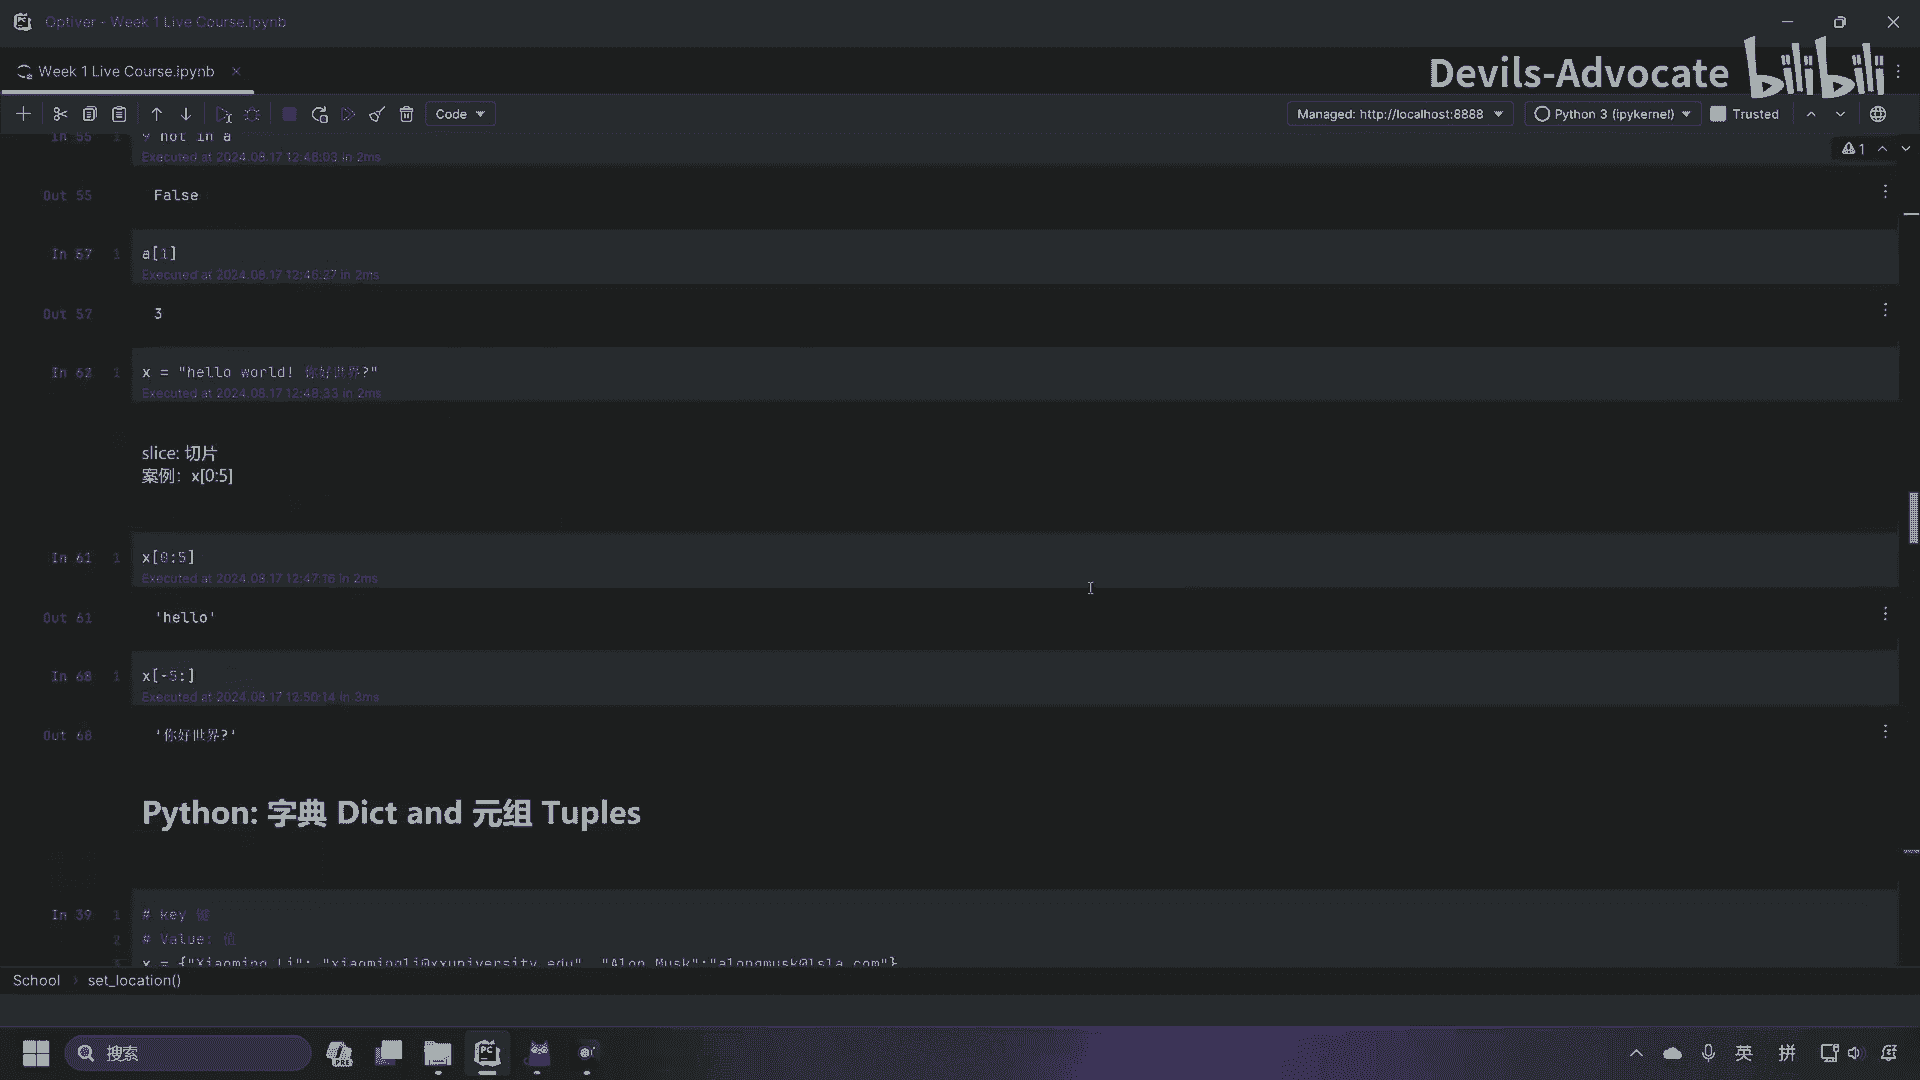 Optiver - Week 1 Live Course.ipynb
Week 1 Live Course.ipynb
Devils-Advocate bilibili
Code
Managed: http://localhost:8888
Python 3 (ipykernel)
Trusted
In 55 1 not in a
Executed at 2024.08.17 12:46:03 in 2ms
1
Out 55 False
In 57 1 a[1]
Executed at 2024.08.17 12:46:27 in 2ms
Out 57 3
In 62 1 x = "hello world! 你好世界?"
Executed at 2024.08.17 12:48:33 in 2ms
slice: 切片
案例：x[0:5]
In 61 1 x[0:5]
Executed at 2024.08.17 12:47:16 in 2ms
Out 61 'hello'
In 68 1 x[-5:]
Executed at 2024.08.17 12:50:14 in 3ms
Out 68 '你好世界?'
Python: 字典 Dict and 元组 Tuples
In 39 1 # Key 键
2 # Value: 值
3 x = {"Xiaoming Li": "xiaomingli@xxuniversity.edu", "Alon Musk":"alongmusk@lsla.com"}
School > set_location()
搜索
英
拼